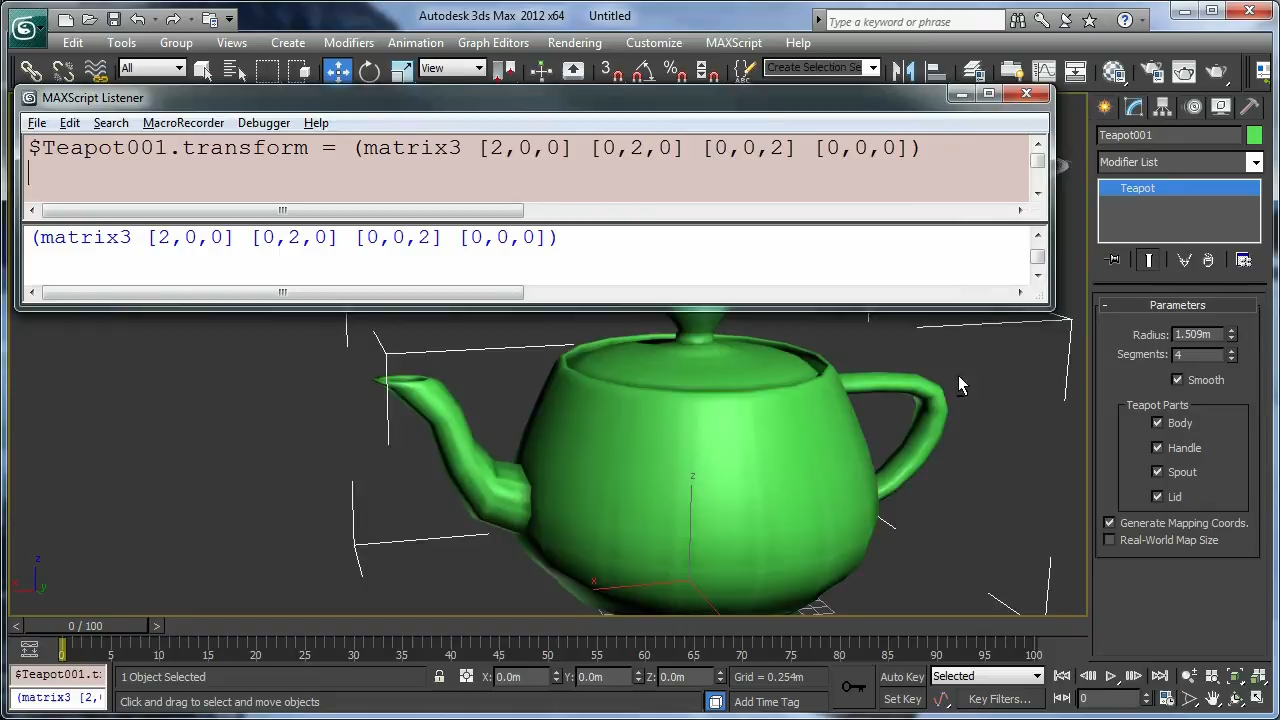 Autodesk 3ds Max 2012 x64 Untitled
Type a keyword or phrase
Edit Tools Group Views Create Modifiers Animation Graph Editors Rendering Customize MAXScript Help
All
View
3
Create Selection Se
MAXScript Listener
File Edit Search MacroRecorder Debugger Help
$Teapot001.transform = (matrix3 [2,0,0] [0,2,0] [0,0,2] [0,0,0])
(matrix3 [2,0,0] [0,2,0] [0,0,2] [0,0,0])
Teapot001
Modifier List
Teapot
- Parameters
Radius: 1.509m
Segments: 4
Smooth
Teapot Parts
Body
Handle
Spout
Lid
Generate Mapping Coords.
Real-World Map Size
z
x
z
x y
< 0 / 100 >
0 5 10 15 20 25 30 35 40 45 50 55 60 65 70 75 80 85 90 95 100
$Teapot001.t
(matrix3 [2,
1 Object Selected
X: 0.0m Y: 0.0m Z: 0.0m
Grid = 0.254m
Auto Key
Selected
Click and drag to select and move objects
Add Time Tag
Set Key
Key Filters...
0